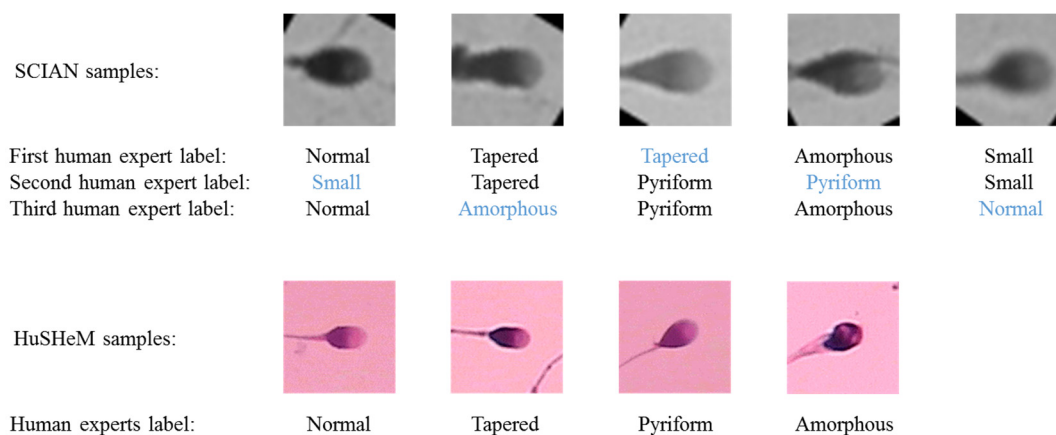 SCIAN samples:
First human expert label: Normal Tapered Tapered Amorphous Small
Second human expert label: Small Tapered Pyriform Pyriform Small
Third human expert label: Normal Amorphous Pyriform Amorphous Normal
HuSHeM samples:
Human experts label: Normal Tapered Pyriform Amorphous